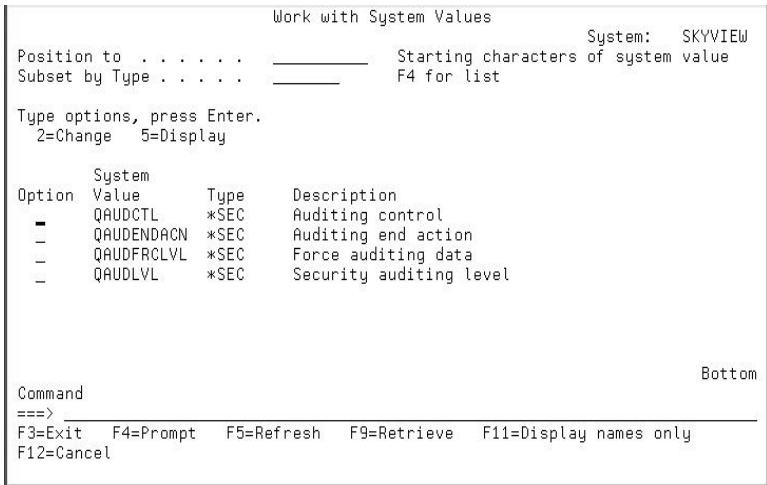 Work with System Values
System:   SKYVIEW
Position to  . . . . . .   __________   Starting characters of system value
Subset by Type . . . . .   _______      F4 for list
Type options, press Enter.
2=Change   5=Display
System
Option  Value      Type     Description
_     QAUDCTL    *SEC     Auditing control
_     QAUDENDACN *SEC     Auditing end action
_     QAUDFRCLVL *SEC     Force auditing data
_     QAUDLVL    *SEC     Security auditing level
Bottom
Command
===>
F3=Exit   F4=Prompt   F5=Refresh   F9=Retrieve   F11=Display names only
F12=Cancel